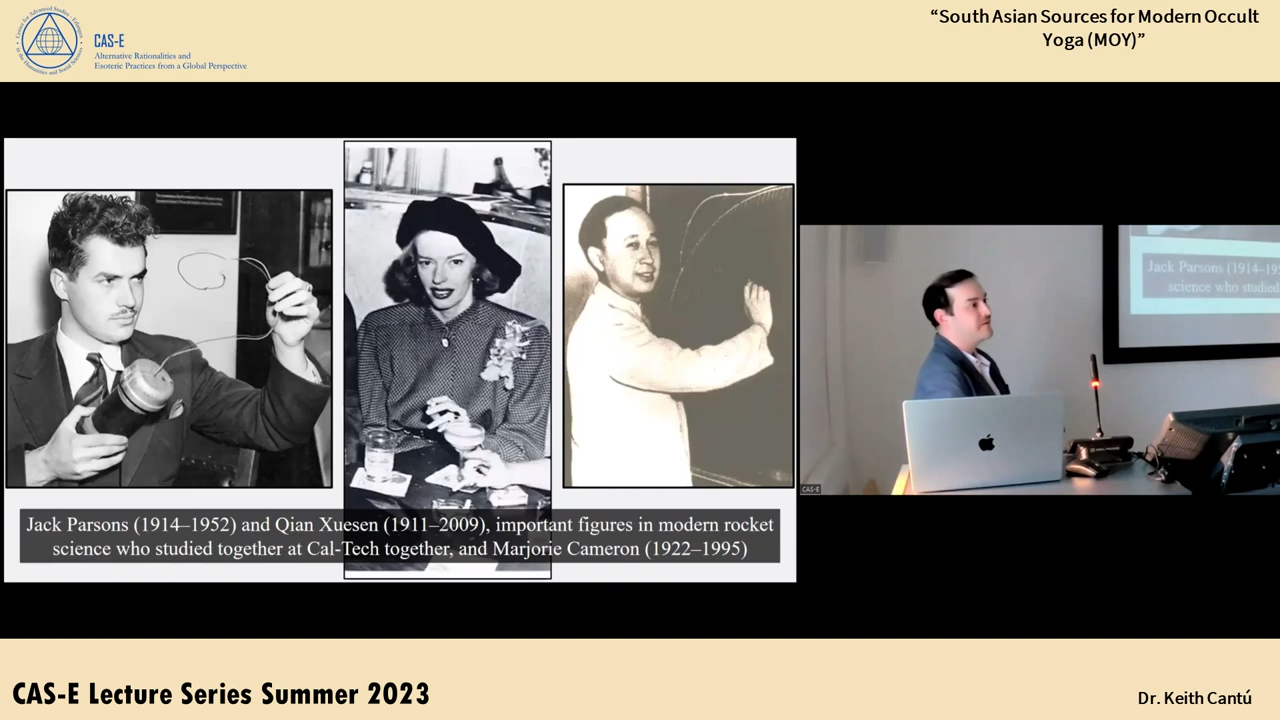 CAS-E
Alternative Rationalities and
Esoteric Practices from a Global Perspective
“South Asian Sources for Modern Occult
Yoga (MOY)”
Jack Parsons (1914–1952) and Qian Xuesen (1911–2009), important figures in modern rocket
science who studied together at Cal-Tech together, and Marjorie Cameron (1922–1995)
Jack Parsons (1914–19
science who studied
CAS-E
CAS-E Lecture Series Summer 2023
Dr. Keith Cantú